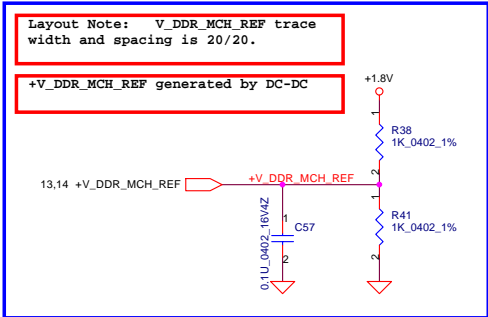 Layout Note: V_DDR_MCH_REF trace
width and spacing is 20/20.
+V_DDR_MCH_REF generated by DC-DC
+1.8V
1
R38
1K_0402_1%
2
13,14 +V_DDR_MCH_REF
+V_DDR_MCH_REF
1
R41
1K_0402_1%
2
1
C57
2
0.1U_0402_16V4Z